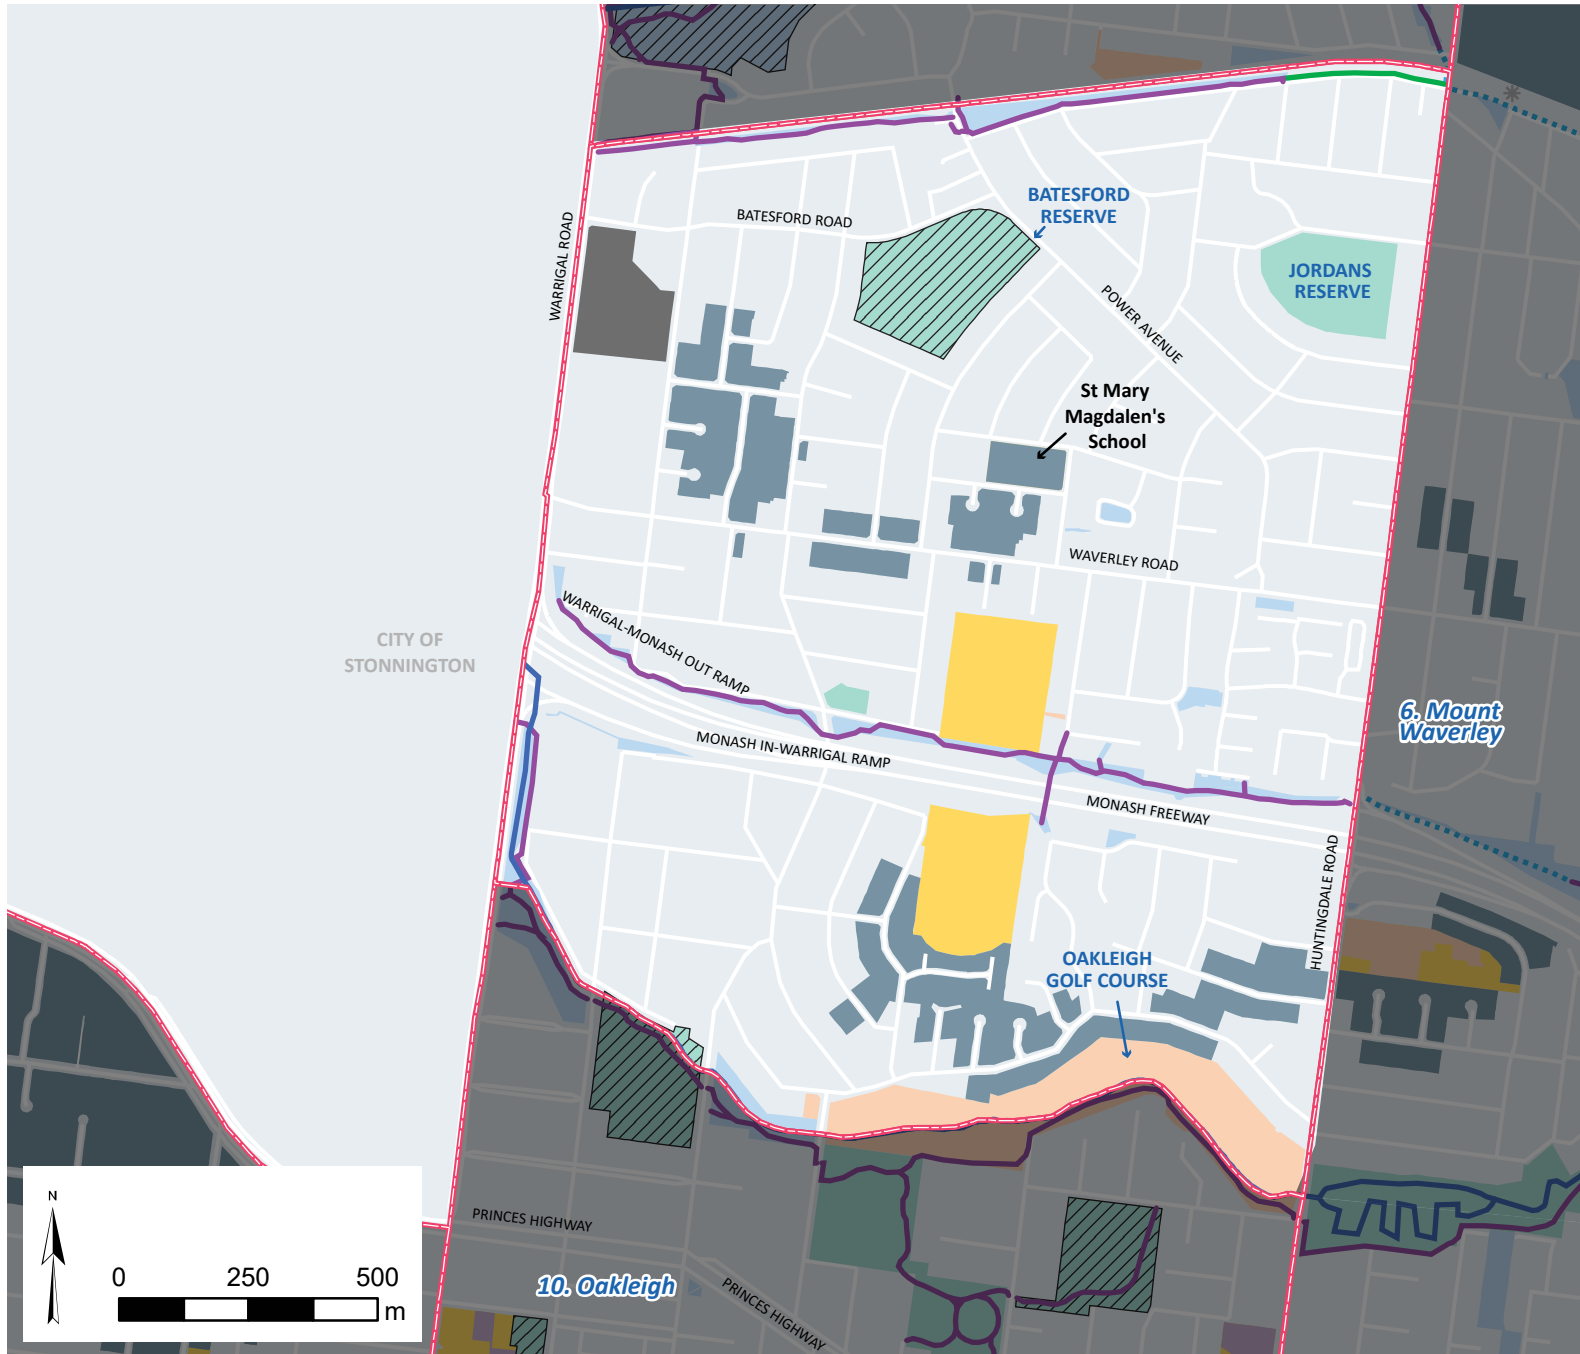 BATESFORD
RESERVE
BATESFORD ROAD
WARRIGAL ROAD
JORDANS
RESERVE
POWER AVENUE
St Mary
Magdalen's
School
WAVERLEY ROAD
WARRIGAL-MONASH OUT RAMP
CITY OF
STONNINGTON
6. Mount
Waverley
MONASH IN-WARRIGAL RAMP
MONASH FREEWAY
HUNTINGDALE ROAD
OAKLEIGH
GOLF COURSE
N
0 250 500
m
PRINCES HIGHWAY
10. Oakleigh
PRINCES HIGHWAY